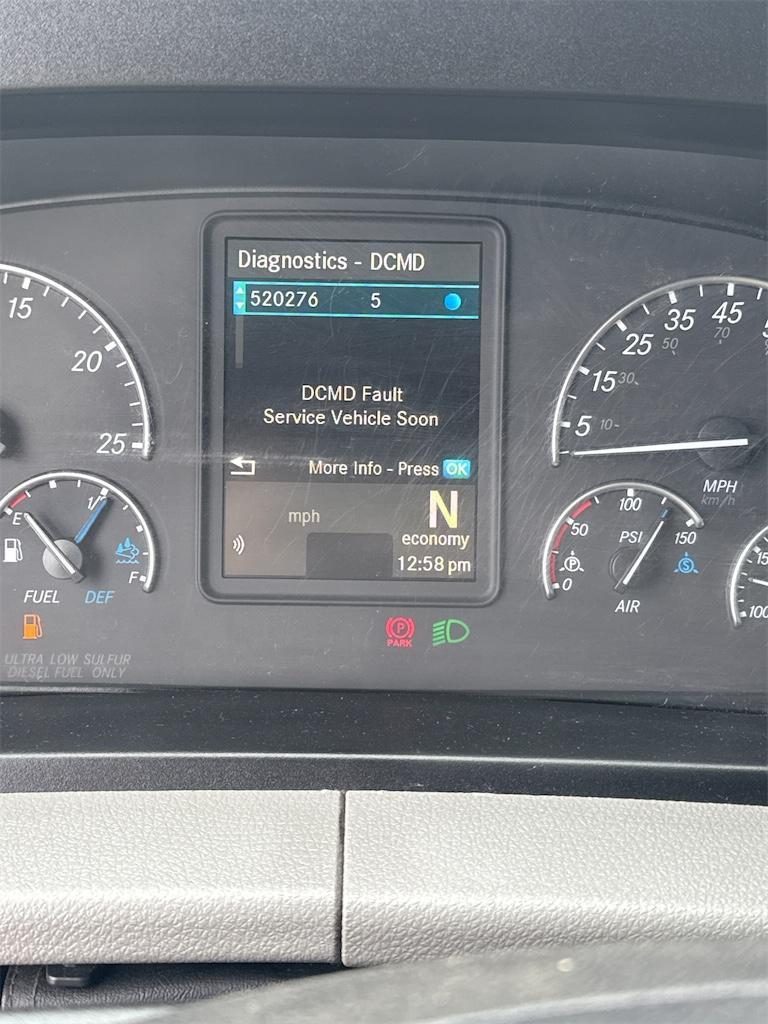 Diagnostics - DCMD
520276 5
DCMD Fault
Service Vehicle Soon
More Info - Press OK
mph
N
economy
12:58 pm
15
20
25
E
1/
F
FUEL DEF
ULTRA LOW SULFUR
DIESEL FUEL ONLY
P
PARK
5
15
25
35
45
10
30
50
70
MPH
km/h
0
50
100
150
PSI
P
S
AIR
15
100